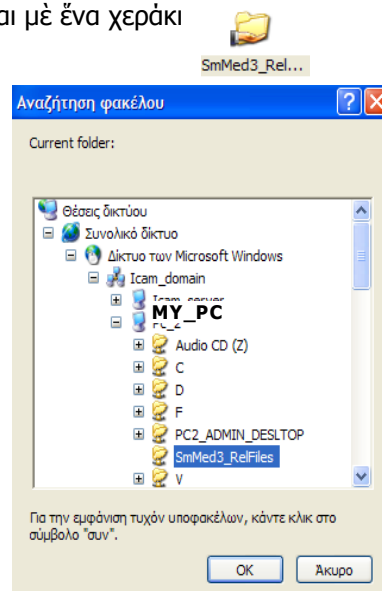 αι μὲ ἕνα χεράκι
SmMed3_Rel...
Αναζήτηση φακέλου
Current folder:
Θέσεις δικτύου
Συνολικό δίκτυο
Δίκτυο των Microsoft Windows
Icam_domain
Icam_server
MY_PC
Audio CD (Z)
C
D
F
PC2_ADMIN_DESLTOP
SmMed3_RelFiles
V
Για την εμφάνιση τυχόν υποφακέλων, κάντε κλικ στο
σύμβολο "συν".
OK Άκυρο